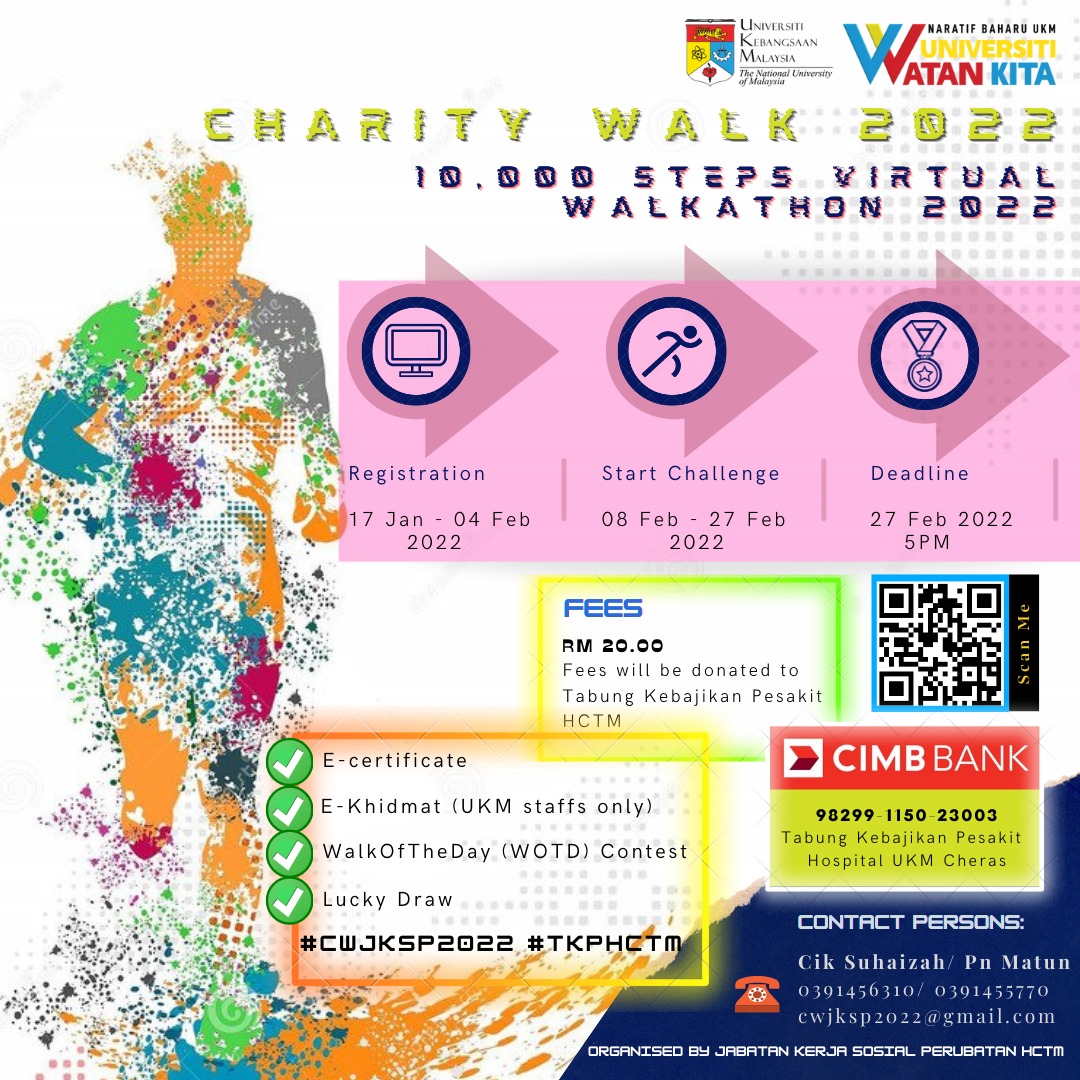 UNIVERSITI
KEBANGSAAN
MALAYSIA
The National University
of Malaysia
NARATIF BAHARU UKM
UNIVERSITI
WATAN KITA
CHARITY WALK 2022
10,000 STEPS VIRTUAL
WALKATHON 2022
Registration
17 Jan - 04 Feb
2022
Start Challenge
08 Feb - 27 Feb
2022
Deadline
27 Feb 2022
5PM
FEES
RM 20.00
Fees will be donated to
Tabung Kebajikan Pesakit
HCTM
Scan Me
CIMB BANK
98299-1150-23003
Tabung Kebajikan Pesakit
Hospital UKM Cheras
E-certificate
E-Khidmat (UKM staffs only)
WalkOfTheDay (WOTD) Contest
Lucky Draw
#CWJKSP2022 #TKPHCTM
CONTACT PERSONS:
Cik Suhaizah/ Pn Matun
0391456310/ 0391455770
cwjksp2022@gmail.com
ORGANISED BY JABATAN KERJA SOSIAL PERUBATAN HCTM